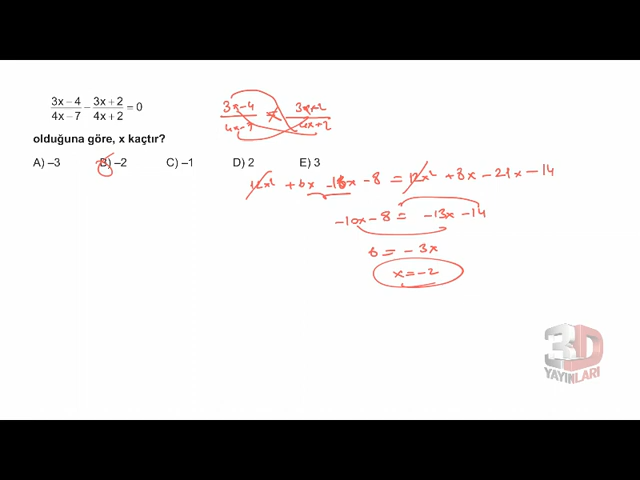 3x – 4 / 4x – 7 – 3x + 2 / 4x + 2 = 0
olduğuna göre, x kaçtır?
A) –3 B) –2 C) –1 D) 2 E) 3
3x-4 / 4x-7 = 3x+2 / 4x+2
12x² + 6x - 16x - 8 = 12x² + 8x - 21x - 14
-10x - 8 = -13x - 14
6 = -3x
x = -2
3D
YAYINLARI